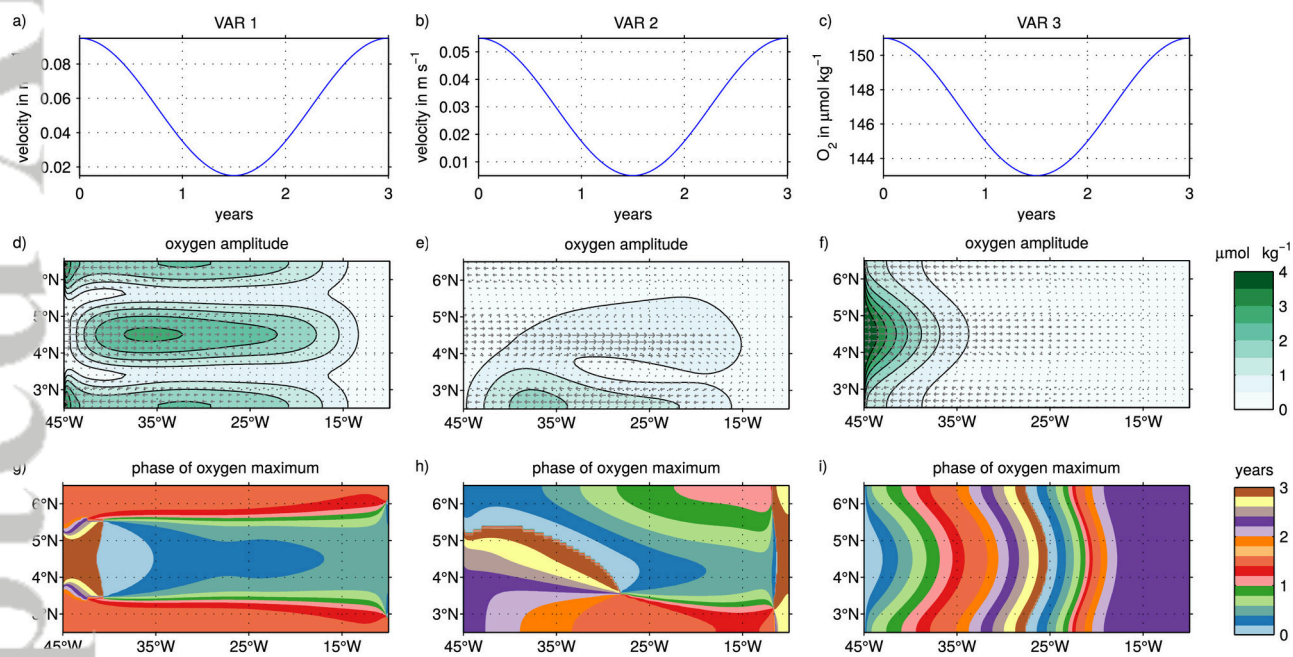 a) VAR 1
b) VAR 2
c) VAR 3
velocity in
0.08
0.06
0.04
0.02
0 1 2 3
years
velocity in m s⁻¹
0.05
0.04
0.03
0.02
0.01
0 1 2 3
years
O₂ in μmol kg⁻¹
150
148
146
144
0 1 2 3
years
d) oxygen amplitude
°N
5°N
4°N
3°N
45°W 35°W 25°W 15°W
e) oxygen amplitude
6°N
5°N
4°N
3°N
45°W 35°W 25°W 15°W
f) oxygen amplitude
6°N
5°N
4°N
3°N
45°W 35°W 25°W 15°W
μmol kg⁻¹
4
3
2
1
0
g) phase of oxygen maximum
6°N
5°N
4°N
3°N
45°W 35°W 25°W 15°W
h) phase of oxygen maximum
6°N
5°N
4°N
3°N
45°W 35°W 25°W 15°W
i) phase of oxygen maximum
6°N
5°N
4°N
3°N
45°W 35°W 25°W 15°W
years
3
2
1
0